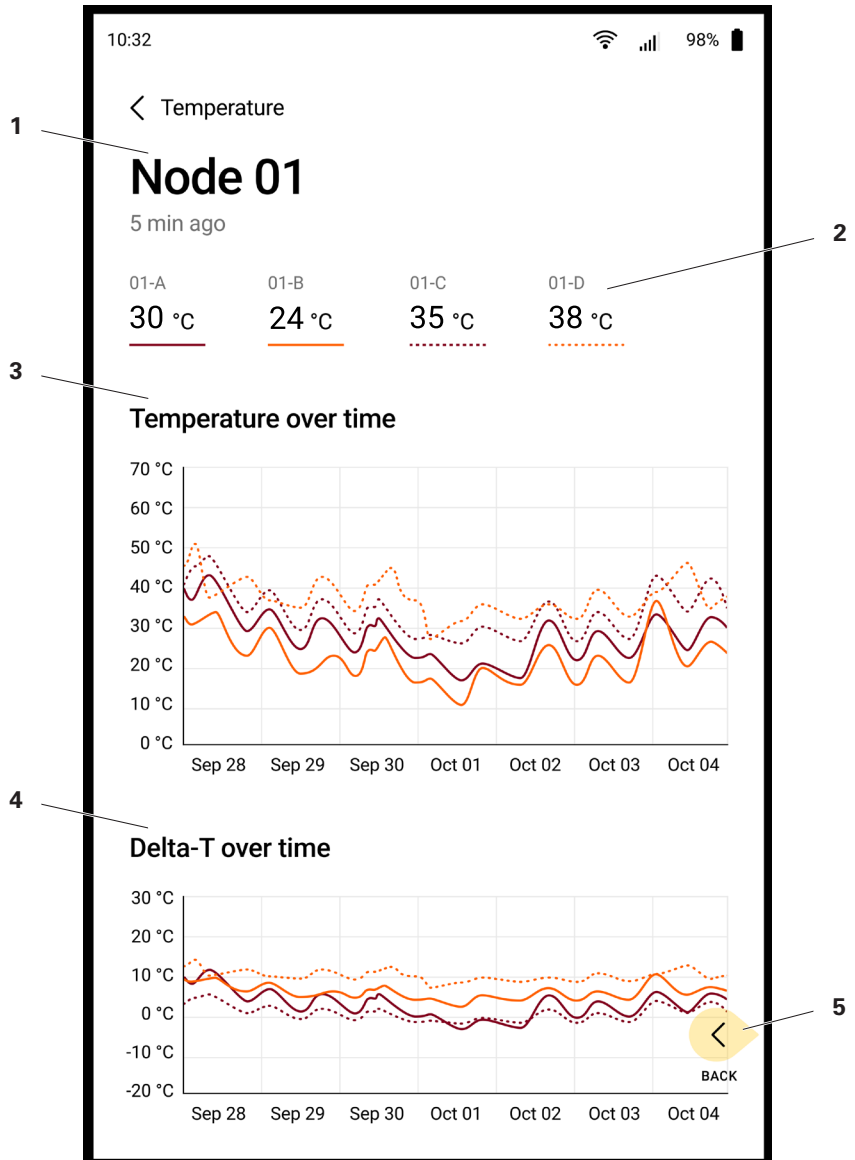 10:32
98%
Temperature
1
Node 01
5 min ago
2
01-A 01-B 01-C 01-D
30 °C 24 °C 35 °C 38 °C
3
Temperature over time
70 °C
60 °C
50 °C
40 °C
30 °C
20 °C
10 °C
0 °C
Sep 28 Sep 29 Sep 30 Oct 01 Oct 02 Oct 03 Oct 04
4
Delta-T over time
30 °C
20 °C
10 °C
0 °C
-10 °C
-20 °C
5
BACK
Sep 28 Sep 29 Sep 30 Oct 01 Oct 02 Oct 03 Oct 04